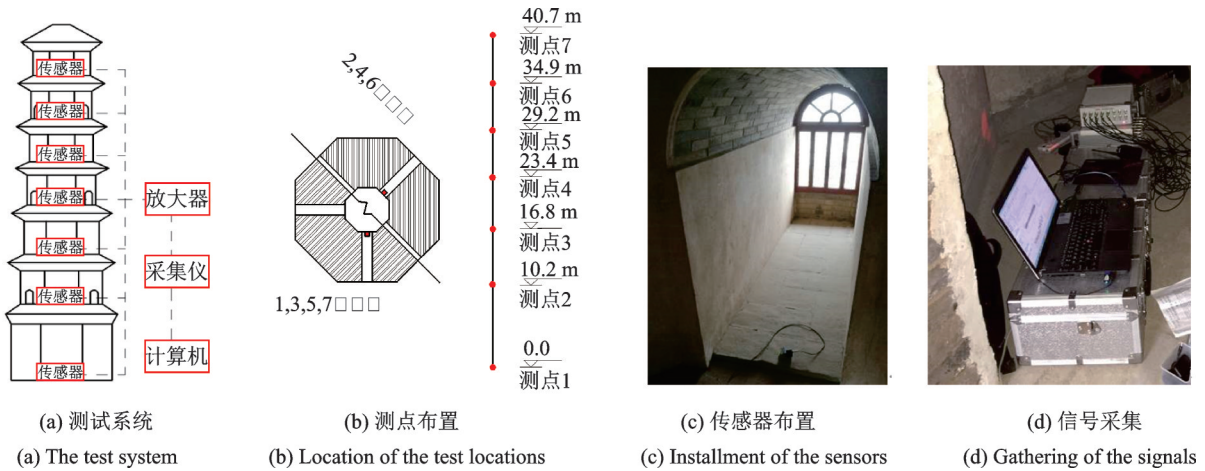 传感器
传感器
传感器
传感器
传感器
传感器
传感器
放大器
采集仪
计算机
2,4,6□□□
1,3,5,7□□□
40.7 m
测点7
34.9 m
测点6
29.2 m
测点5
23.4 m
测点4
16.8 m
测点3
10.2 m
测点2
0.0
测点1
(a) 测试系统
(a) The test system
(b) 测点布置
(b) Location of the test locations
(c) 传感器布置
(c) Installment of the sensors
(d) 信号采集
(d) Gathering of the signals